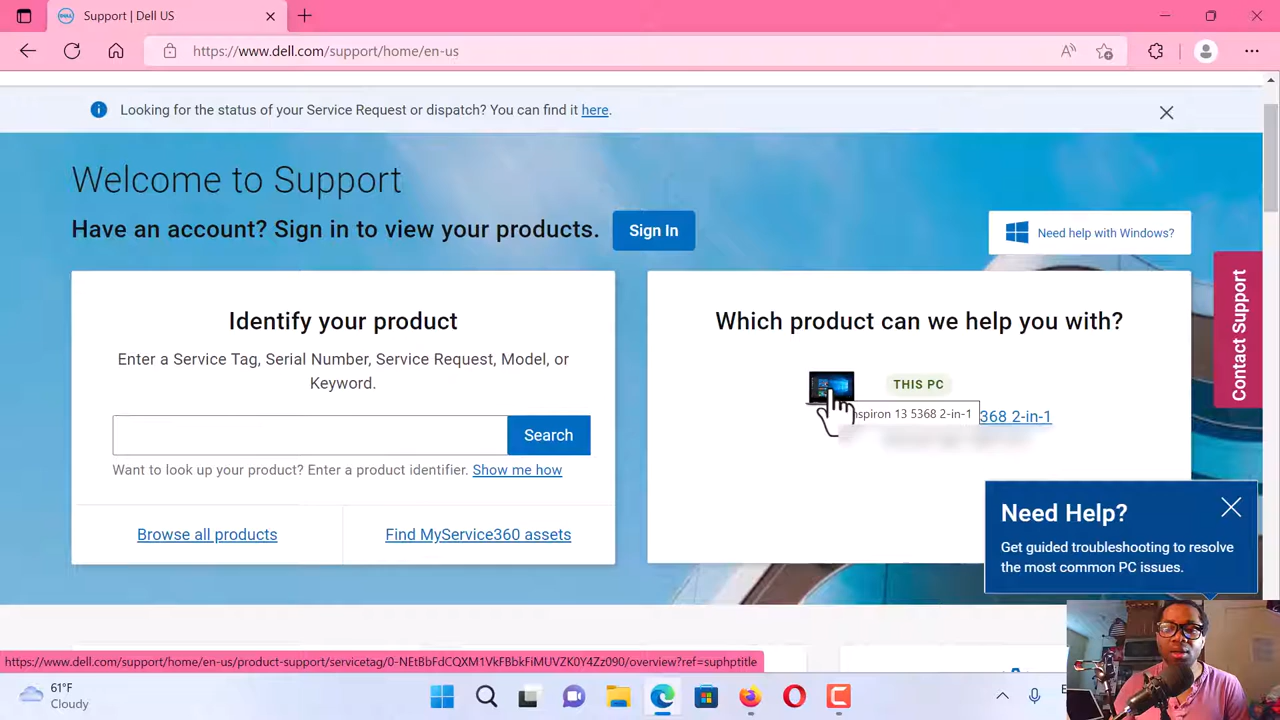 Support | Dell US
https://www.dell.com/support/home/en-us
Looking for the status of your Service Request or dispatch? You can find it here.
Welcome to Support
Have an account? Sign in to view your products.
Sign In
Need help with Windows?
Contact Support
Identify your product
Enter a Service Tag, Serial Number, Service Request, Model, or
Keyword.
Search
Want to look up your product? Enter a product identifier. Show me how
Browse all products
Find MyService360 assets
Which product can we help you with?
THIS PC
nspiron 13 5368 2-in-1
368 2-in-1
Need Help?
Get guided troubleshooting to resolve
the most common PC issues.
https://www.dell.com/support/home/en-us/product-support/servicetag/0-NEtBbFdCQXM1VkFBbkFiMUVZK0Y4Zz090/overview?ref=suphptitle
61°F
Cloudy